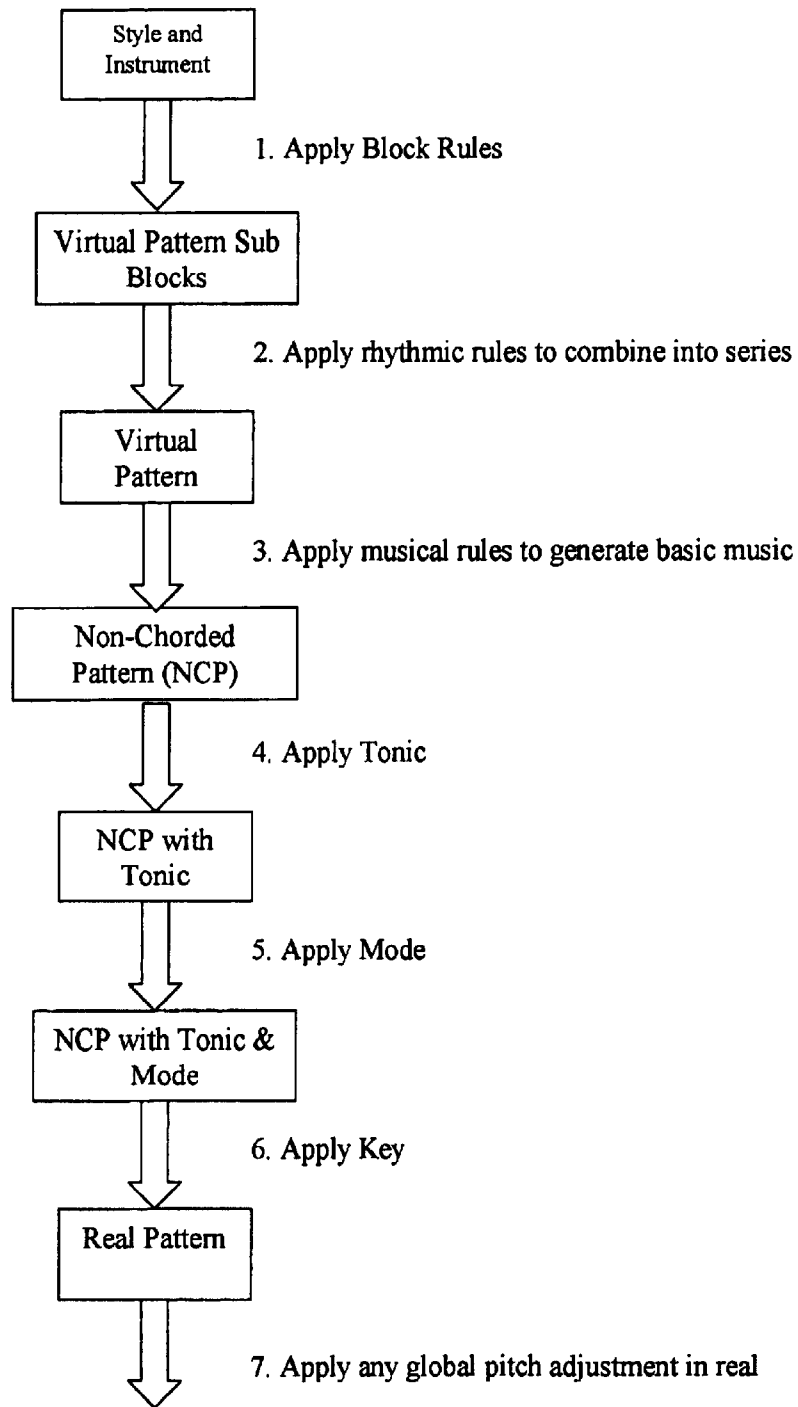 Style and
Instrument
1. Apply Block Rules
Virtual Pattern Sub
Blocks
2. Apply rhythmic rules to combine into series
Virtual
Pattern
3. Apply musical rules to generate basic music
Non-Chorded
Pattern (NCP)
4. Apply Tonic
NCP with
Tonic
5. Apply Mode
NCP with Tonic &
Mode
6. Apply Key
Real Pattern
7. Apply any global pitch adjustment in real